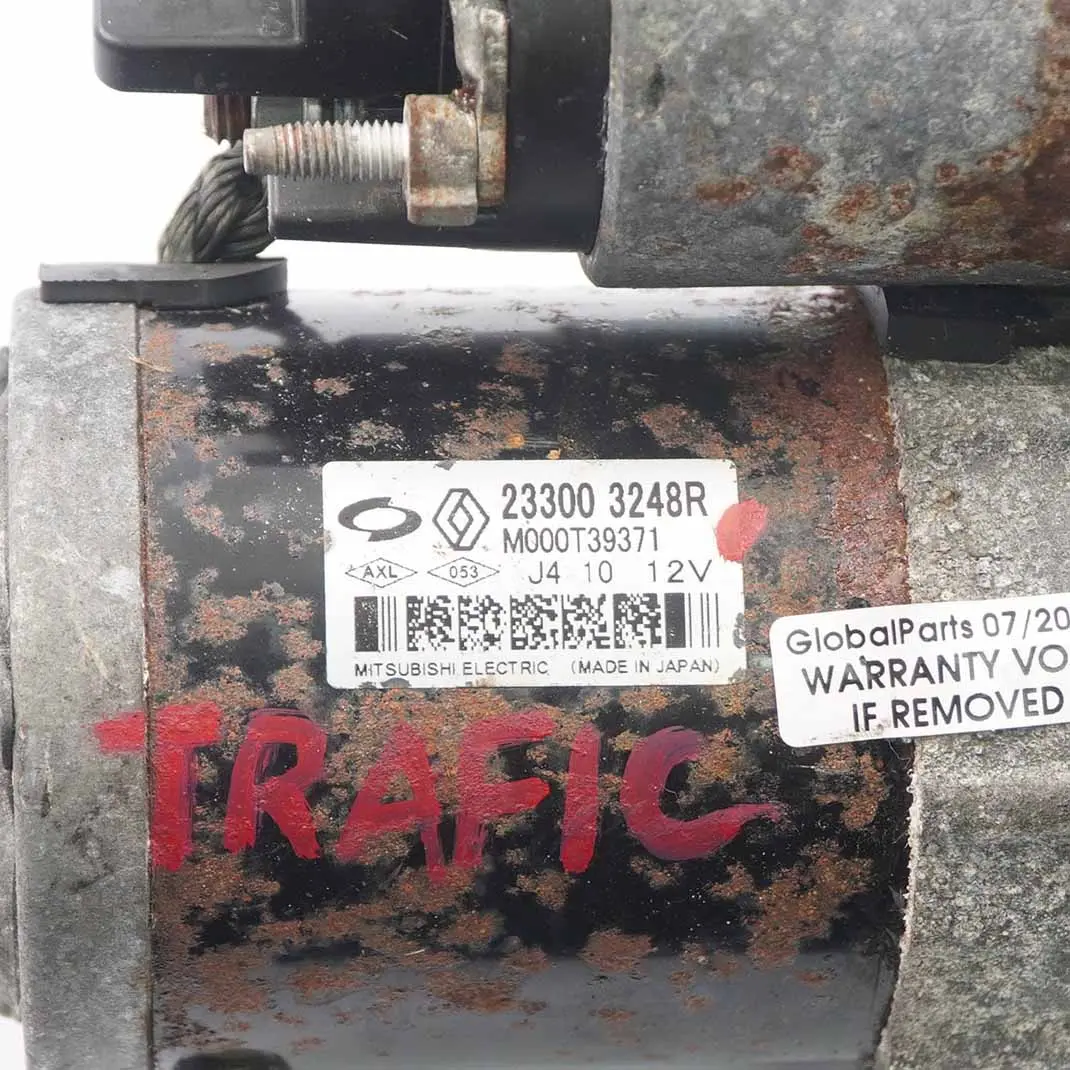 23300 3248R
M000T39371
AXL 053 J4 10 12V
MITSUBISHI ELECTRIC (MADE IN JAPAN)
GlobalParts 07/20
WARRANTY VO
IF REMOVED
TRAFIC